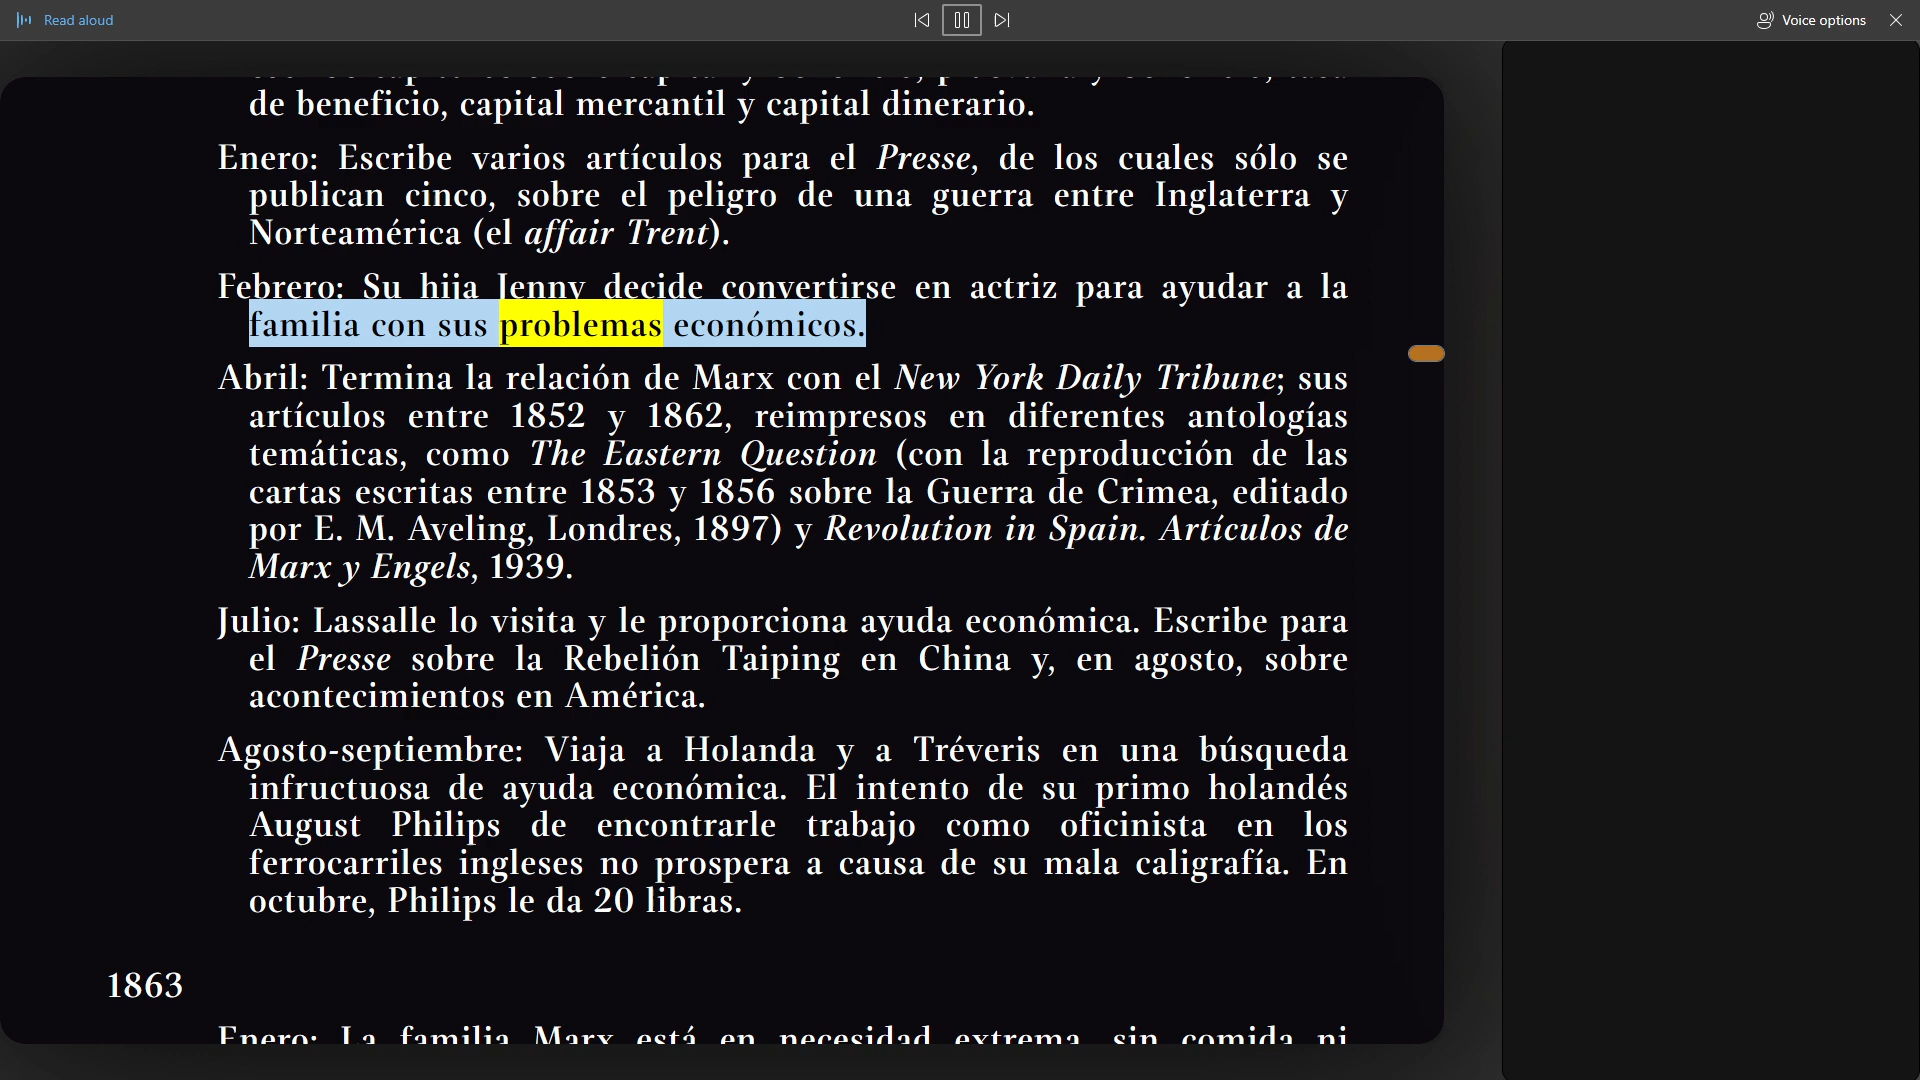 Read aloud
Voice options
de beneficio, capital mercantil y capital dinerario.
Enero: Escribe varios artículos para el Presse, de los cuales sólo se
publican cinco, sobre el peligro de una guerra entre Inglaterra y
Norteamérica (el affair Trent).
Febrero: Su hija Jenny decide convertirse en actriz para ayudar a la
familia con sus problemas económicos.
Abril: Termina la relación de Marx con el New York Daily Tribune; sus
artículos entre 1852 y 1862, reimpresos en diferentes antologías
temáticas, como The Eastern Question (con la reproducción de las
cartas escritas entre 1853 y 1856 sobre la Guerra de Crimea, editado
por E. M. Aveling, Londres, 1897) y Revolution in Spain. Artículos de
Marx y Engels, 1939.
Julio: Lassalle lo visita y le proporciona ayuda económica. Escribe para
el Presse sobre la Rebelión Taiping en China y, en agosto, sobre
acontecimientos en América.
Agosto-septiembre: Viaja a Holanda y a Tréveris en una búsqueda
infructuosa de ayuda económica. El intento de su primo holandés
August Philips de encontrarle trabajo como oficinista en los
ferrocarriles ingleses no prospera a causa de su mala caligrafía. En
octubre, Philips le da 20 libras.
1863
Enero: La familia Marx está en necesidad extrema, sin comida ni